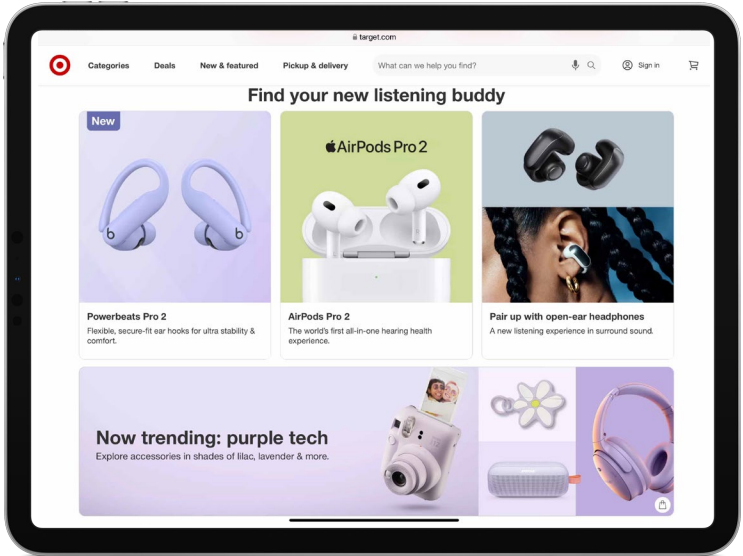 target.com
Categories
Deals
New & featured
Pickup & delivery
What can we help you find?
Sign in
Find your new listening buddy
New
AirPods Pro 2
b
b
Powerbeats Pro 2
Flexible, secure-fit ear hooks for ultra stability &
comfort.
AirPods Pro 2
The world's first all-in-one hearing health
experience.
Pair up with open-ear headphones
A new listening experience in surround sound.
Now trending: purple tech
Explore accessories in shades of lilac, lavender & more.